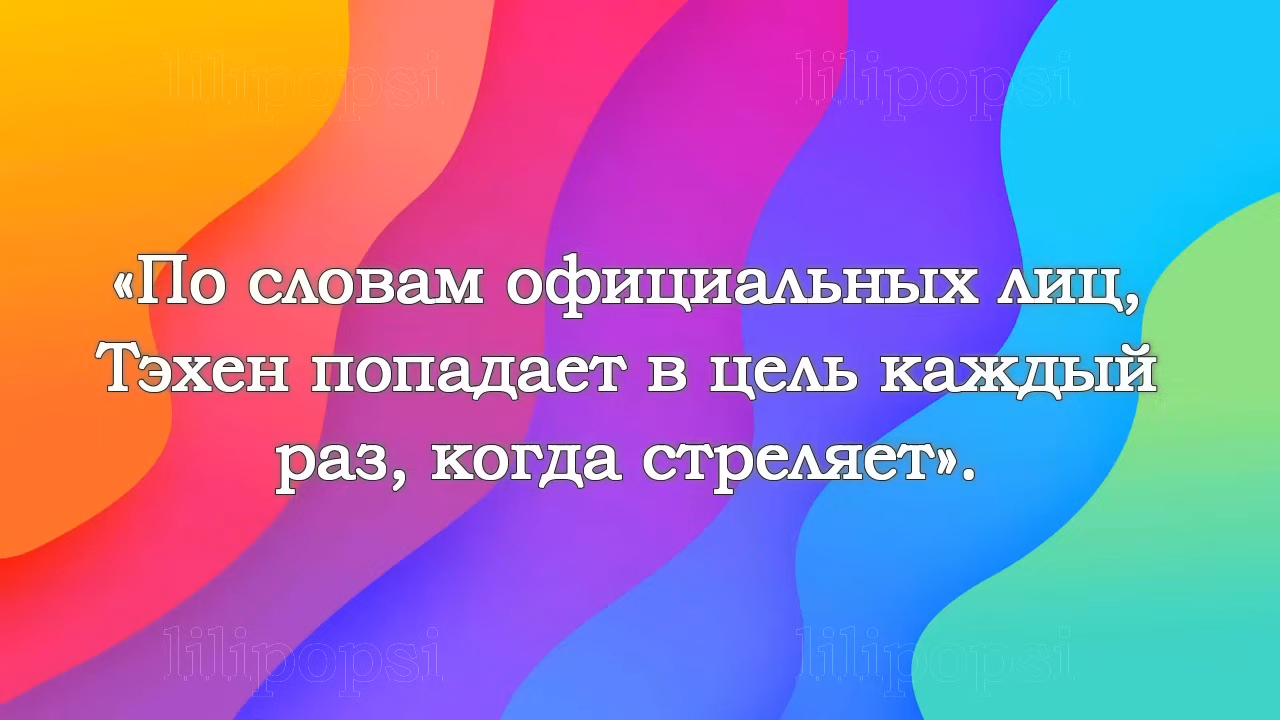 lilipopsi lilipopsi
«По словам официальных лиц,
Тэхен попадает в цель каждый
раз, когда стреляет».
lilipopsi lilipopsi